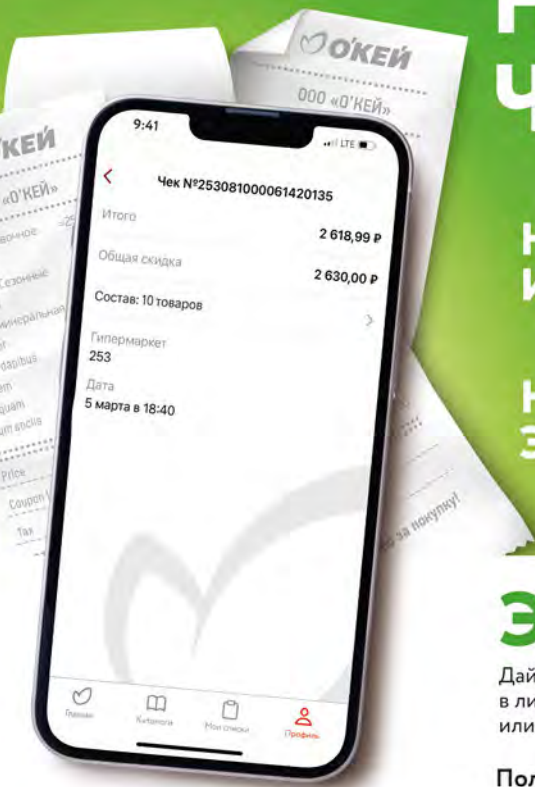 О'КЕЙ
ООО «О'КЕЙ»
КЕЙ
«О'КЕЙ»
Сезонные
Price
Coupon
Tax
за покупку!
9:41
LTE
Чек №253081000061420135
Итого
2 618,99 ₽
Общая скидка
2 630,00 ₽
Состав: 10 товаров
Гипермаркет
253
Дата
5 марта в 18:40
Главная
Каталоги
Мои списки
Профиль
Н
Ч
Н
И
Н
Э
Э
Дай
в ли
или
Пол